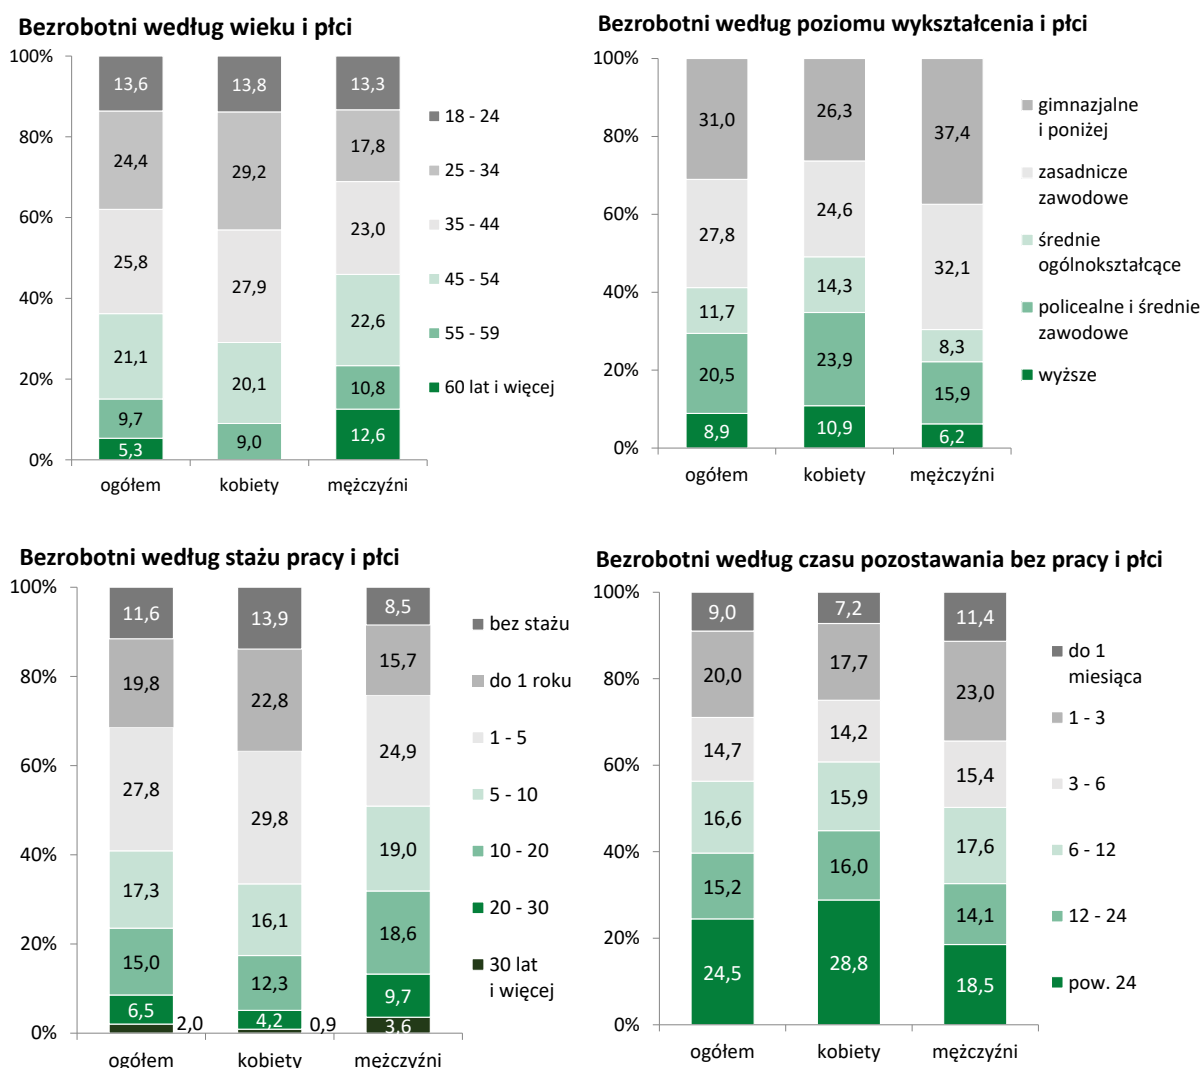 Bezrobotni według wieku i płci
100%
80%
60%
40%
20%
0%
13,6 13,8 13,3
24,4 29,2 17,8
25,8 27,9 23,0
21,1 20,1 22,6
9,7 9,0 10,8
5,3 12,6
ogółem kobiety mężczyźni
18 - 24
25 - 34
35 - 44
45 - 54
55 - 59
60 lat i więcej
Bezrobotni według poziomu wykształcenia i płci
100%
80%
60%
40%
20%
0%
31,0 26,3 37,4
27,8 24,6 32,1
11,7 14,3 8,3
20,5 23,9 15,9
8,9 10,9 6,2
ogółem kobiety mężczyźni
gimnazjalne
i poniżej
zasadnicze
zawodowe
średnie
ogólnokształcące
policealne i średnie
zawodowe
wyższe
Bezrobotni według stażu pracy i płci
100%
80%
60%
40%
20%
0%
11,6 13,9 8,5
19,8 22,8 15,7
27,8 29,8 24,9
17,3 16,1 19,0
15,0 12,3 18,6
6,5 4,2 9,7
2,0 0,9 3,6
ogółem kobiety mężczyźni
bez stażu
do 1 roku
1 - 5
5 - 10
10 - 20
20 - 30
30 lat
i więcej
Bezrobotni według czasu pozostawania bez pracy i płci
100%
80%
60%
40%
20%
0%
9,0 7,2 11,4
20,0 17,7 23,0
14,7 14,2 15,4
16,6 15,9 17,6
15,2 16,0 14,1
24,5 28,8 18,5
ogółem kobiety mężczyźni
do 1
miesiąca
1 - 3
3 - 6
6 - 12
12 - 24
pow. 24